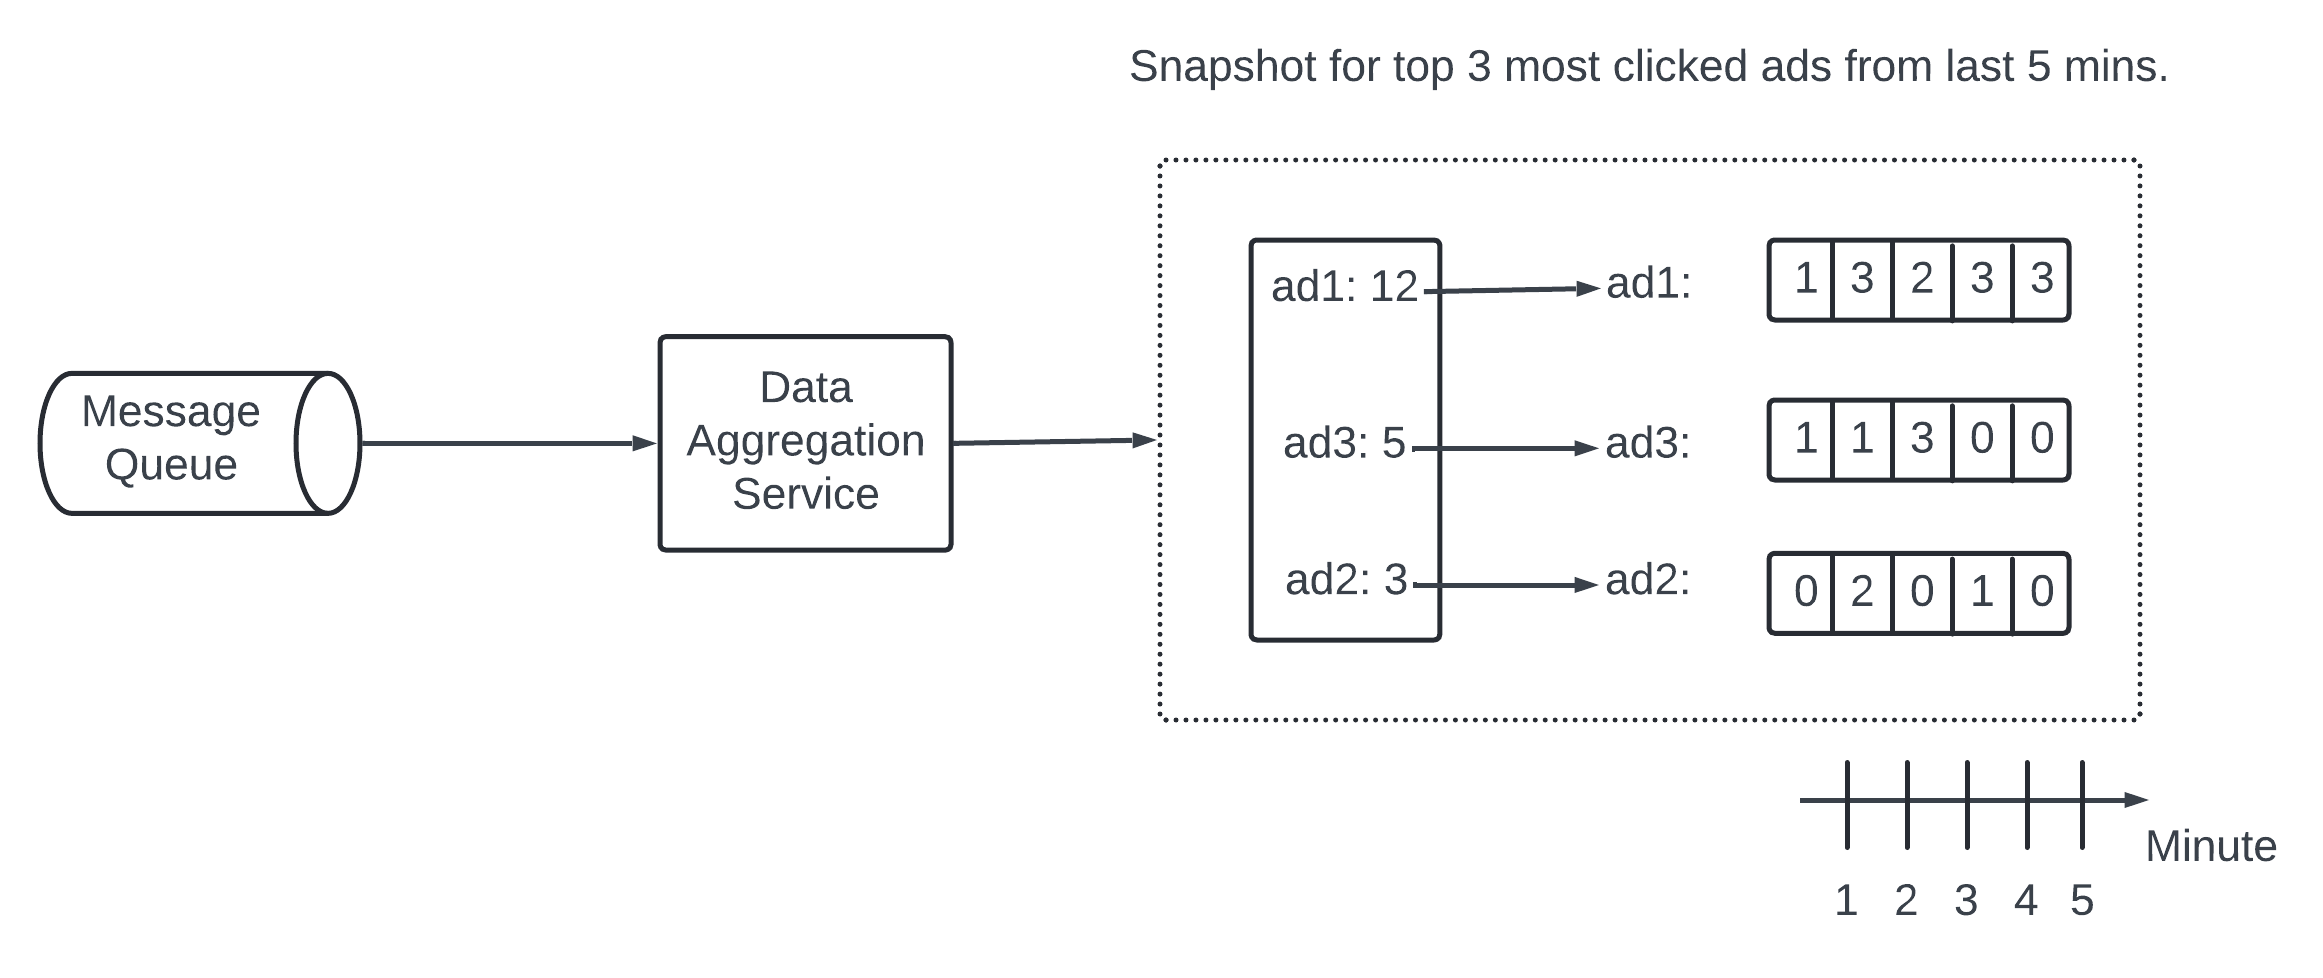 Snapshot for top 3 most clicked ads from last 5 mins.
Message
Queue
Data
Aggregation
Service
ad1: 12
ad1:
1 3 2 3 3
ad3: 5
ad3:
1 1 3 0 0
ad2: 3
ad2:
0 2 0 1 0
Minute
1 2 3 4 5